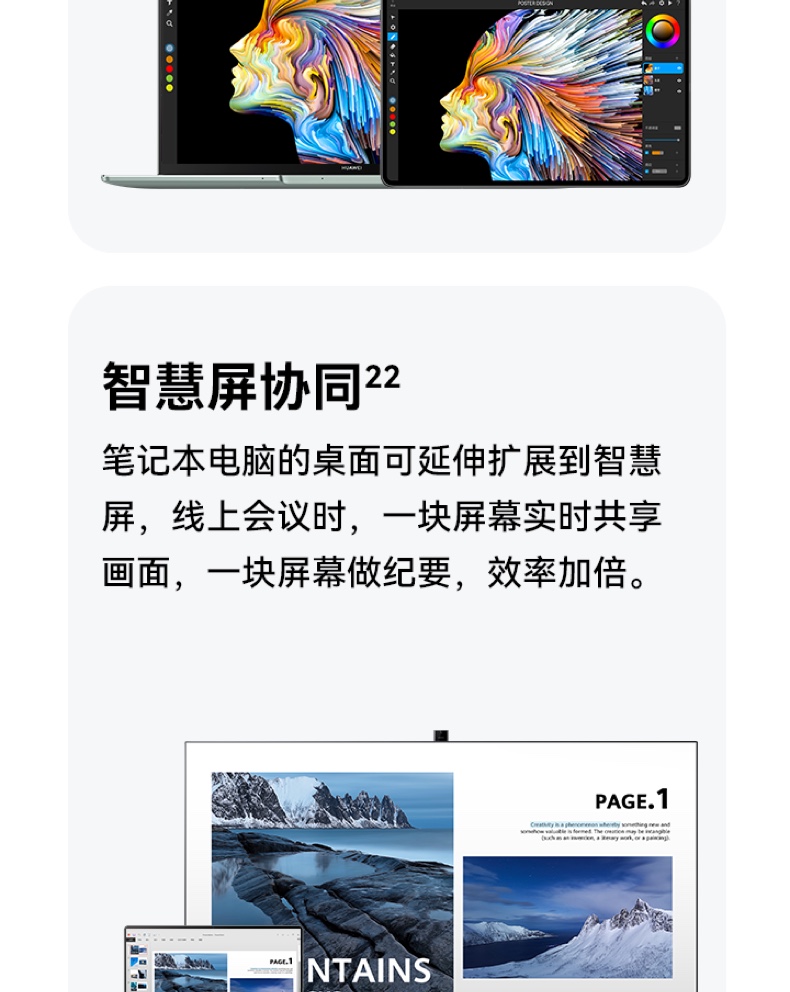 POSTER DESIGN
HUAWEI
智慧屏协同22
笔记本电脑的桌面可延伸扩展到智慧
屏，线上会议时，一块屏幕实时共享
画面，一块屏幕做纪要，效率加倍。
PAGE.1
Creativity is a phenomenon whereby something new and
somehow valuable is formed. The creation may be intangible
(such as an invention, a literary work, or a painting).
PAGE.1
NTAINS